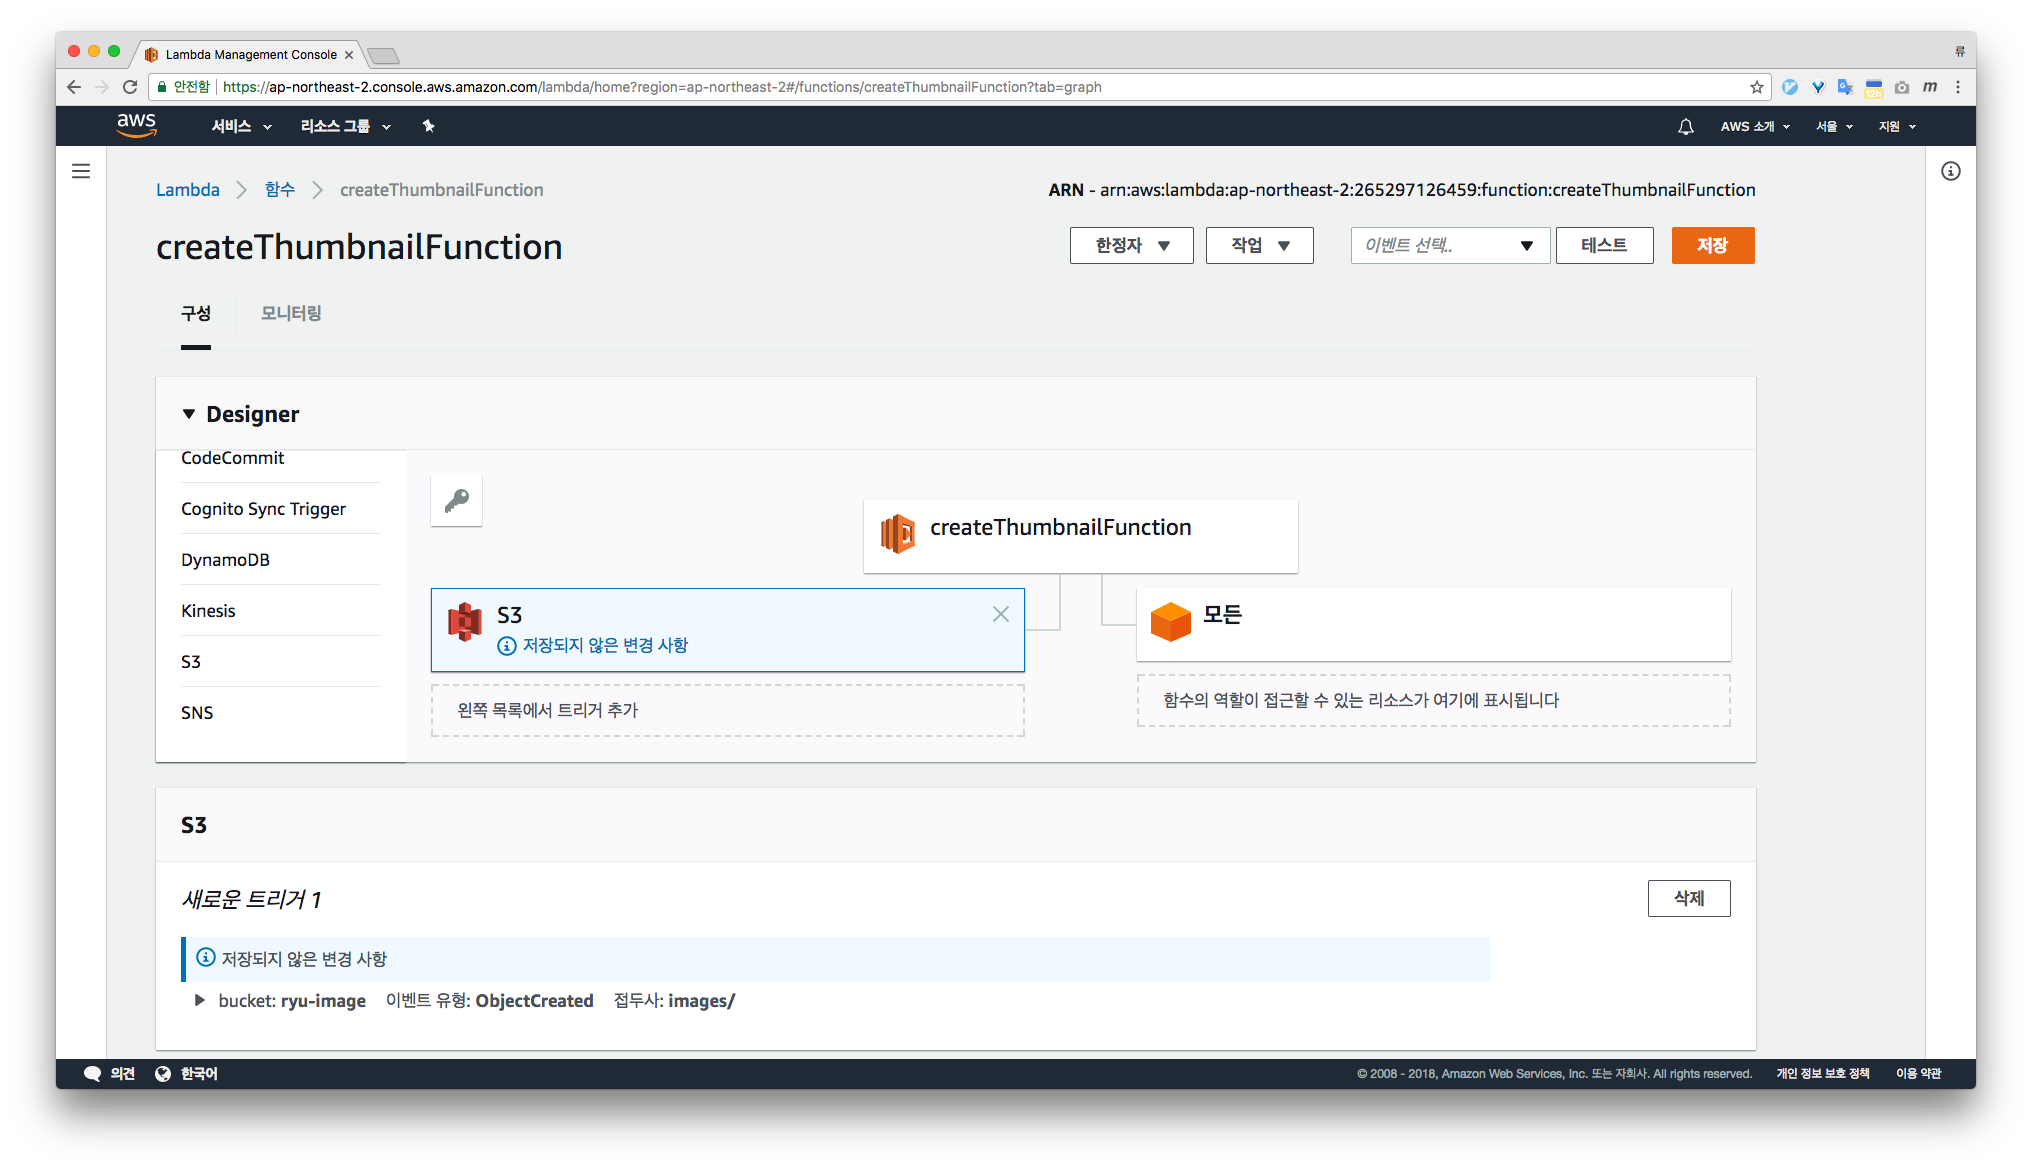 Lambda Management Console
류
안전함 https://ap-northeast-2.console.aws.amazon.com/lambda/home?region=ap-northeast-2#/functions/createThumbnailFunction?tab=graph
12h
m
aws 서비스 리소스 그룹 AWS 소개 서울 지원
Lambda 함수 createThumbnailFunction
ARN - arn:aws:lambda:ap-northeast-2:265297126459:function:createThumbnailFunction
createThumbnailFunction
한정자 작업 이벤트 선택.. 테스트 저장
구성 모니터링
Designer
CodeCommit
Cognito Sync Trigger
DynamoDB
Kinesis
S3
SNS
createThumbnailFunction
S3
저장되지 않은 변경 사항
왼쪽 목록에서 트리거 추가
모든
함수의 역할이 접근할 수 있는 리소스가 여기에 표시됩니다
S3
새로운 트리거 1
삭제
저장되지 않은 변경 사항
bucket: ryu-image 이벤트 유형: ObjectCreated 접두사: images/
의견 한국어
© 2008 - 2018, Amazon Web Services, Inc. 또는 자회사. All rights reserved. 개인 정보 보호 정책 이용 약관